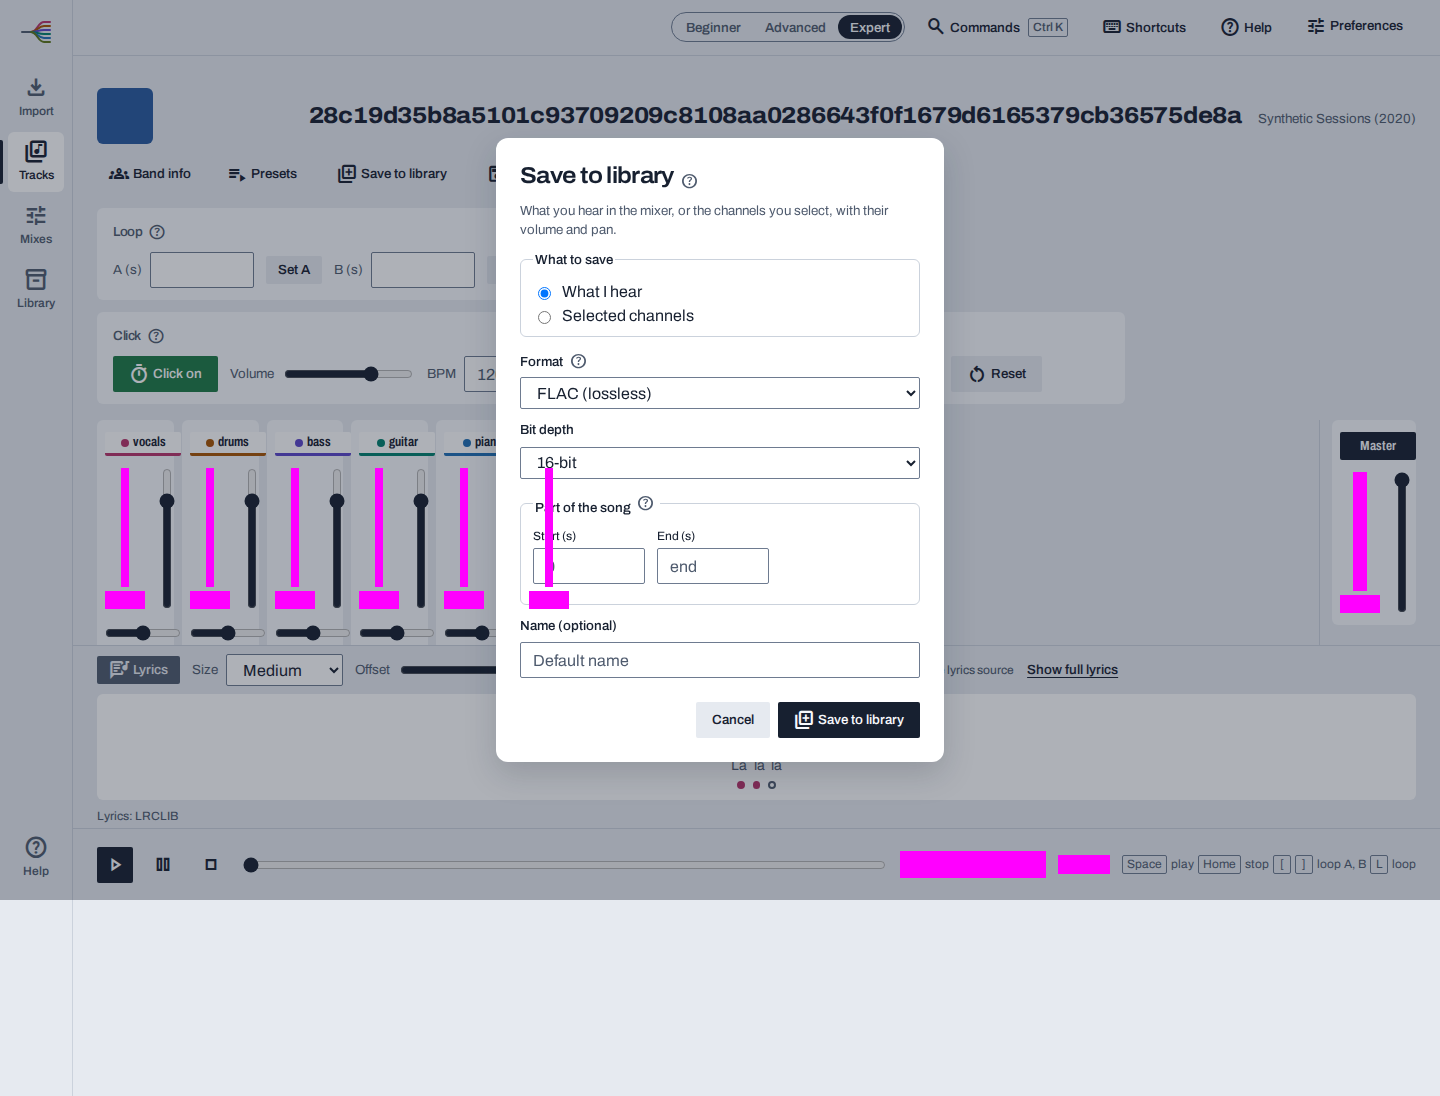 Beginner Advanced Expert Commands Ctrl K Shortcuts Help Preferences
Import
Tracks
Mixes
Library
Help
28c19d35b8a5101c93709209c8108aa0286643f0f1679d6165379cb36575de8a Synthetic Sessions (2020)
Band info Presets Save to library
Loop
A (s) Set A B (s)
Click
Click on Volume BPM Reset
vocals drums bass guitar Master
Save to library
What you hear in the mixer, or the channels you select, with their
volume and pan.
What to save
What I hear
Selected channels
Format
FLAC (lossless)
Bit depth
16-bit
Part of the song
Start (s) End (s)
end
Name (optional)
Default name
Cancel Save to library
Lyrics Size Medium Offset lyrics source Show full lyrics
La la la
Lyrics: LRCLIB
Space play Home stop [ ] loop A, B L loop